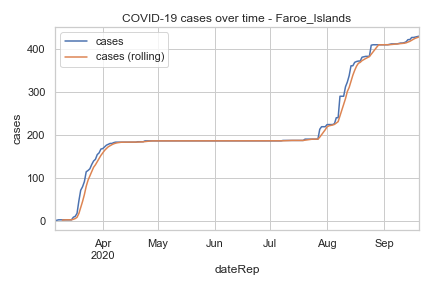 COVID-19 cases over time - Faroe_Islands
cases
cases (rolling)
cases
400
300
200
100
0
Apr
2020
May
Jun
Jul
Aug
Sep
dateRep